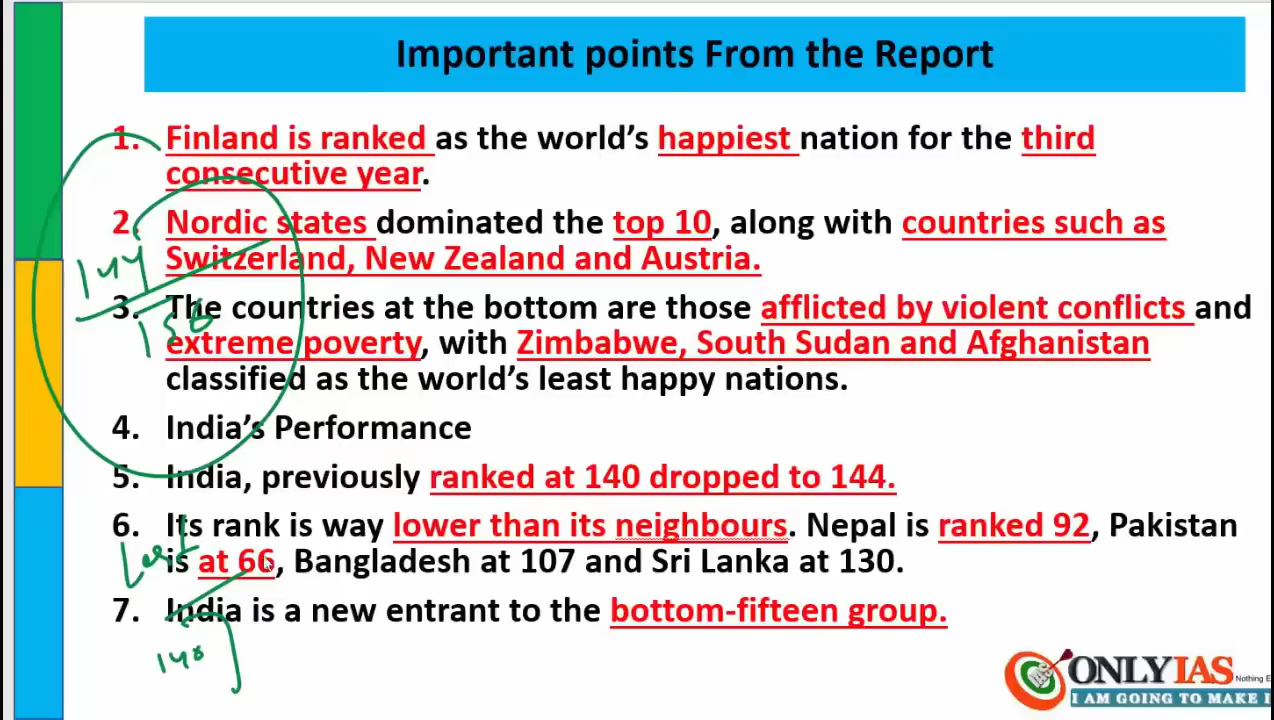 Important points From the Report
1. Finland is ranked as the world's happiest nation for the third
consecutive year.
2. Nordic states dominated the top 10, along with countries such as
Switzerland, New Zealand and Austria.
144
156
3. The countries at the bottom are those afflicted by violent conflicts and
extreme poverty, with Zimbabwe, South Sudan and Afghanistan
classified as the world's least happy nations.
4. India's Performance
5. India, previously ranked at 140 dropped to 144.
6. Its rank is way lower than its neighbours. Nepal is ranked 92, Pakistan
is at 66, Bangladesh at 107 and Sri Lanka at 130.
Last
7. India is a new entrant to the bottom-fifteen group.
140
ONLYIAS
Nothing E
I AM GOING TO MAKE I